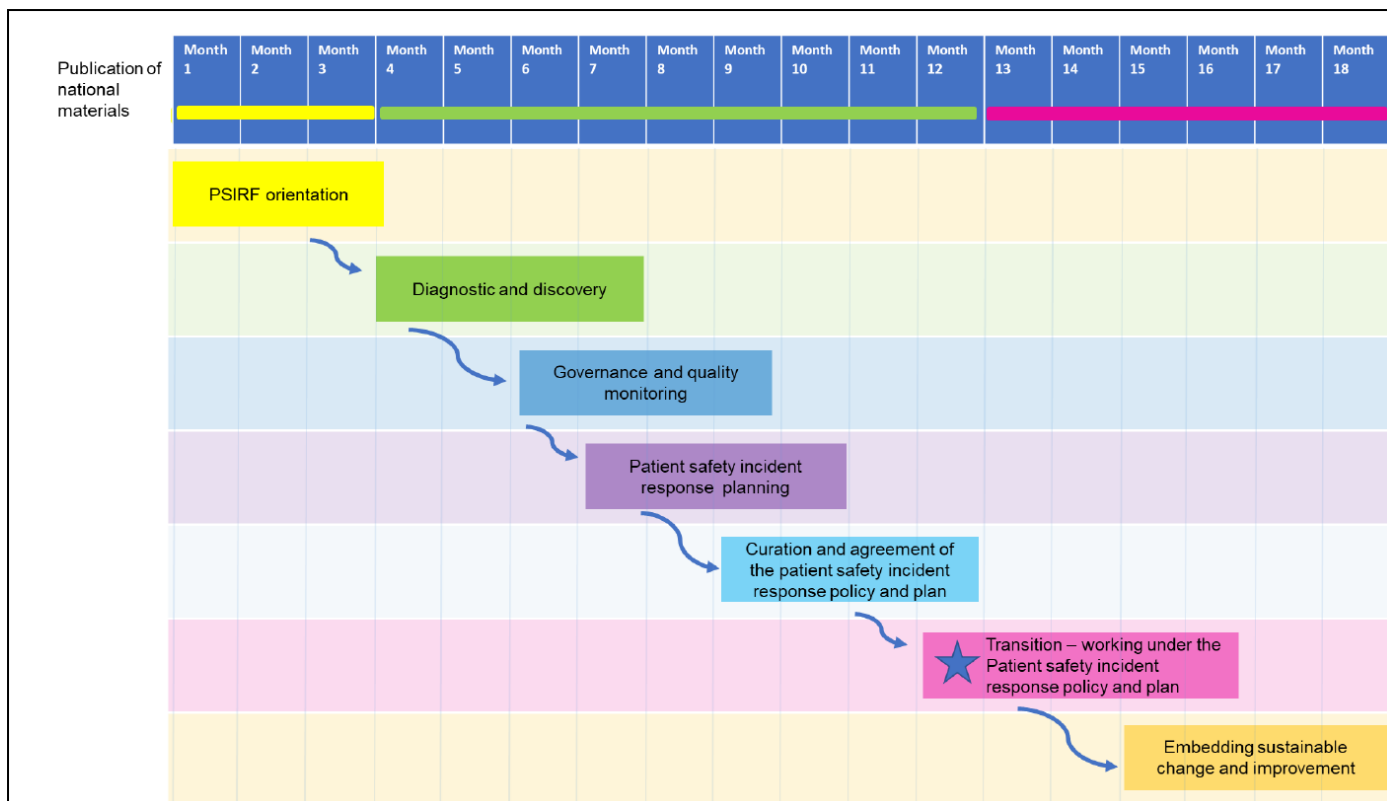 Publication of
national
materials
Month
1
Month
2
Month
3
Month
4
Month
5
Month
6
Month
7
Month
8
Month
9
Month
10
Month
11
Month
12
Month
13
Month
14
Month
15
Month
16
Month
17
Month
18
PSIRF orientation
Diagnostic and discovery
Governance and quality
monitoring
Patient safety incident
response planning
Curation and agreement of
the patient safety incident
response policy and plan
Transition – working under the
Patient safety incident
response policy and plan
Embedding sustainable
change and improvement